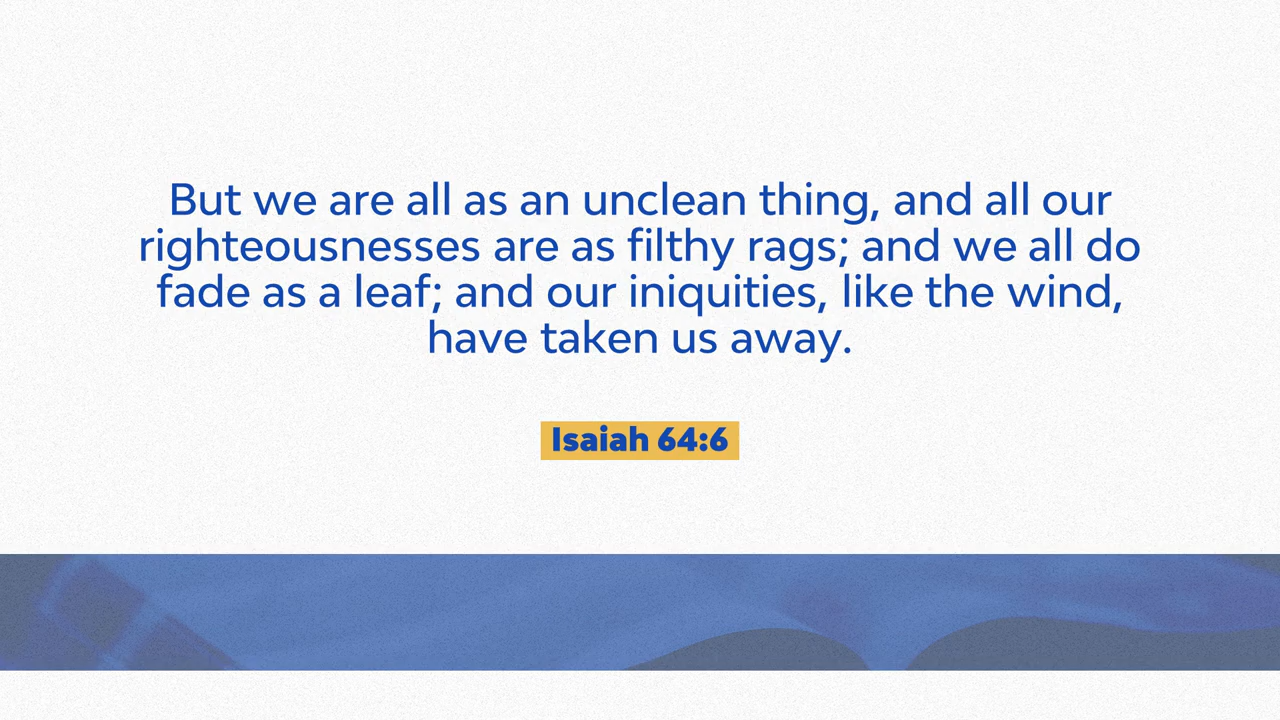 But we are all as an unclean thing, and all our
righteousnesses are as filthy rags; and we all do
fade as a leaf; and our iniquities, like the wind,
have taken us away.
Isaiah 64:6